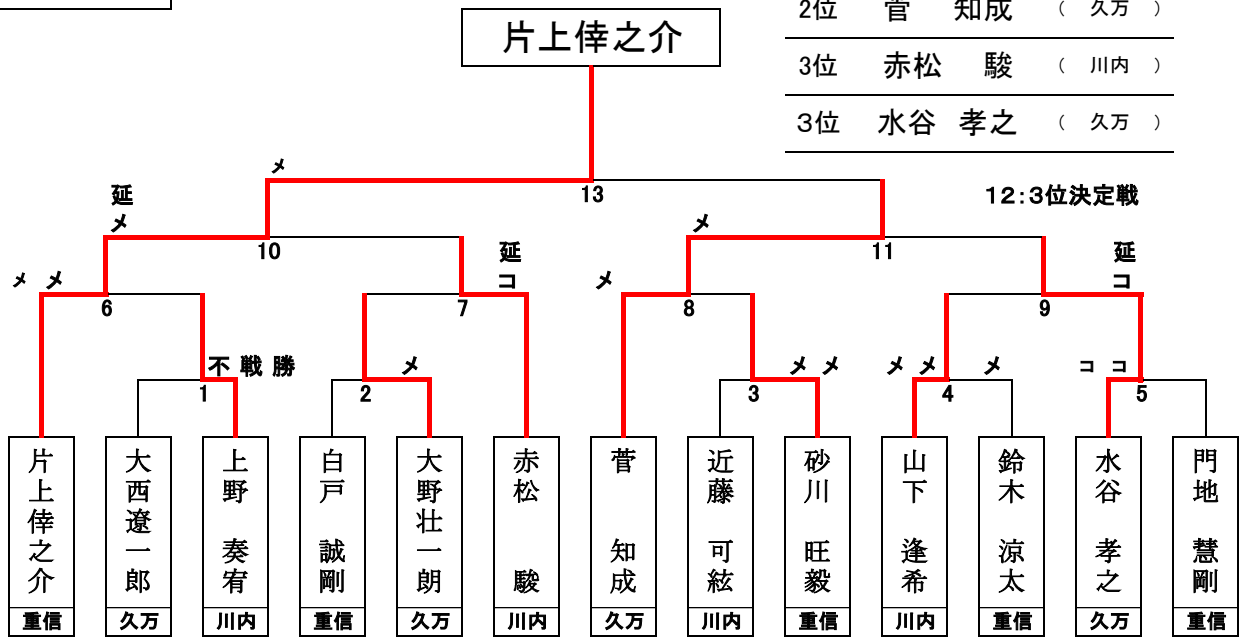 2位 菅 知成 （ 久万 ）
片上倖之介
3位 赤松 駿 （ 川内 ）
３位 水谷 孝之 （ 久万 ）
メ
13
12：３位決定戦
延
メ
メ
10
11
延
コ
延
コ
メ メ
メ
6
7
8
9
不戦勝
メ
メ メ
メ メ
メ
コ コ
1
2
3
4
5
片上倖之介
大西遼一郎
上野 奏宥
白戸 誠剛
大野壮一朗
赤松 駿
菅 知成
近藤 可絃
砂川 旺毅
山下 逢希
鈴木 涼太
水谷 孝之
門地 慧剛
重信
久万
川内
重信
久万
川内
久万
川内
重信
川内
重信
久万
重信